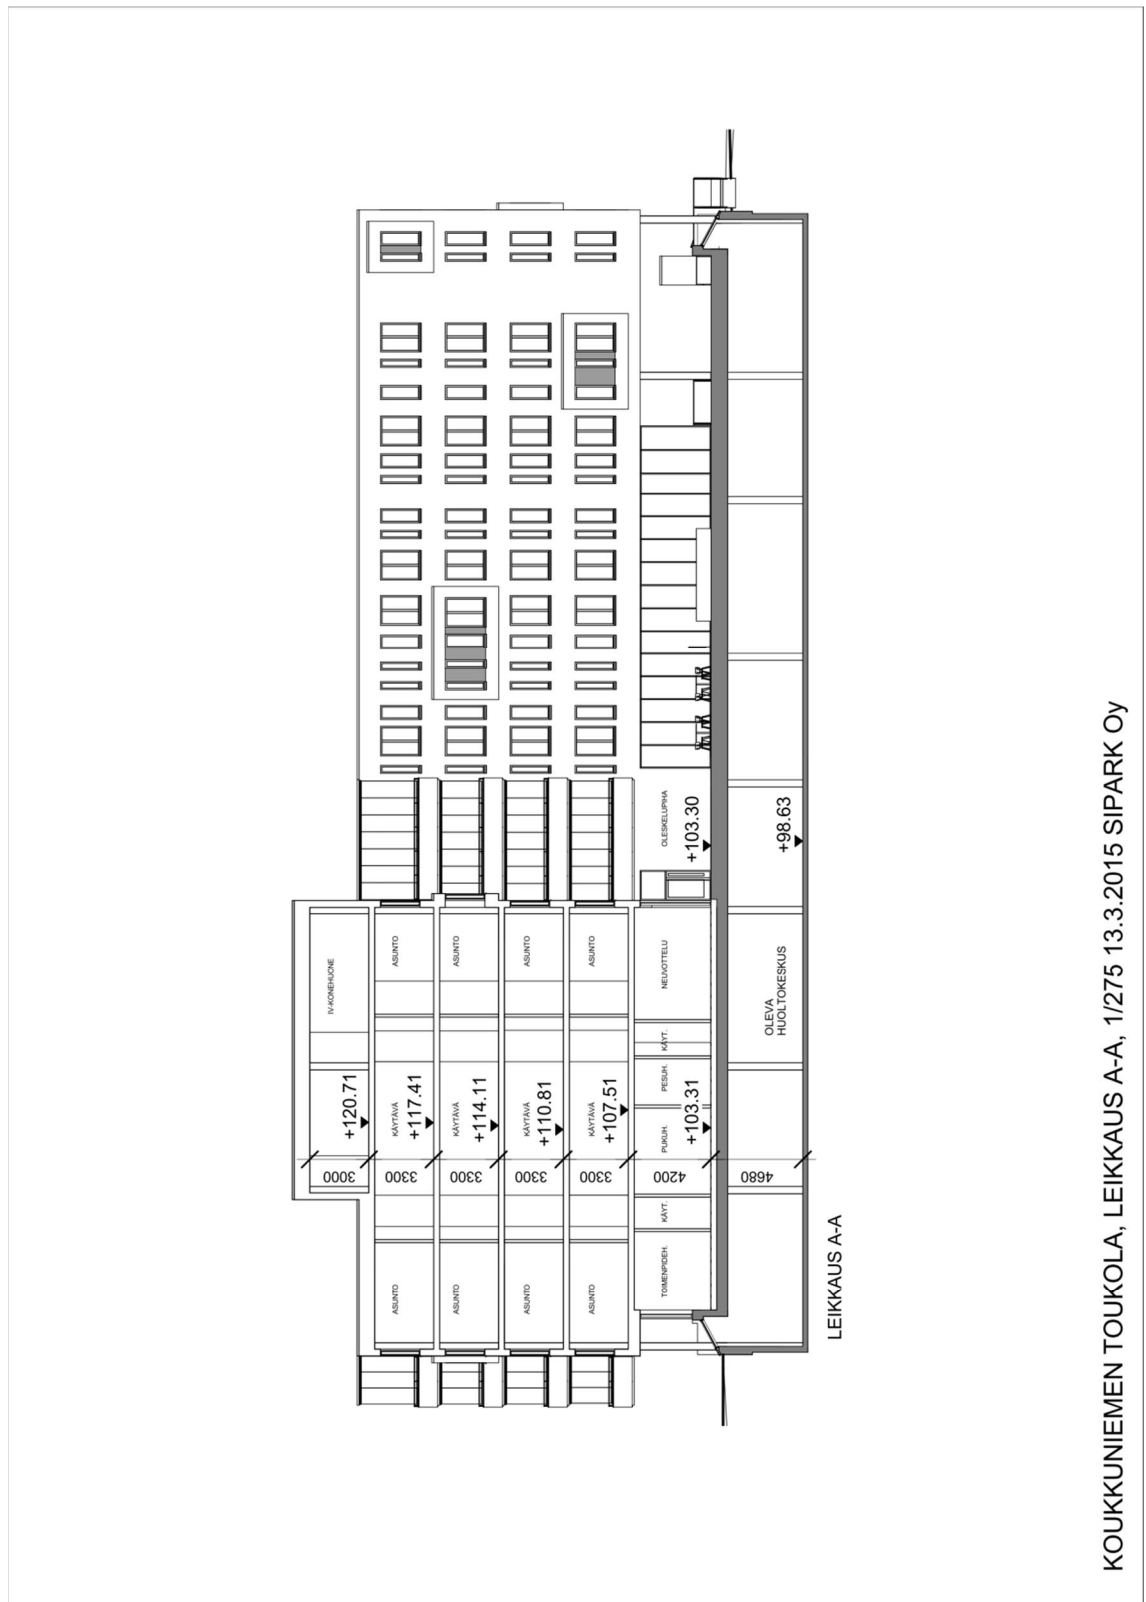 IV-KONEHUONE
+120.71
3000
ASUNTO
KÄYTÄVÄ
+117.41
3300
ASUNTO
ASUNTO
KÄYTÄVÄ
+114.11
3300
ASUNTO
ASUNTO
KÄYTÄVÄ
+110.81
3300
ASUNTO
ASUNTO
KÄYTÄVÄ
+107.51
3300
ASUNTO
TOIMENPIDEH.
KÄYT.
4200
PUKUH.
+103.31
PESUH.
KÄYT.
NEUVOTTELU
OLESKELUPIHA
+103.30
4680
OLEVA
HUOLTOKESKUS
+98.63
LEIKKAUS A-A
KOUKKUNIEMEN TOUKOLA, LEIKKAUS A-A, 1/275 13.3.2015 SIPARK Oy